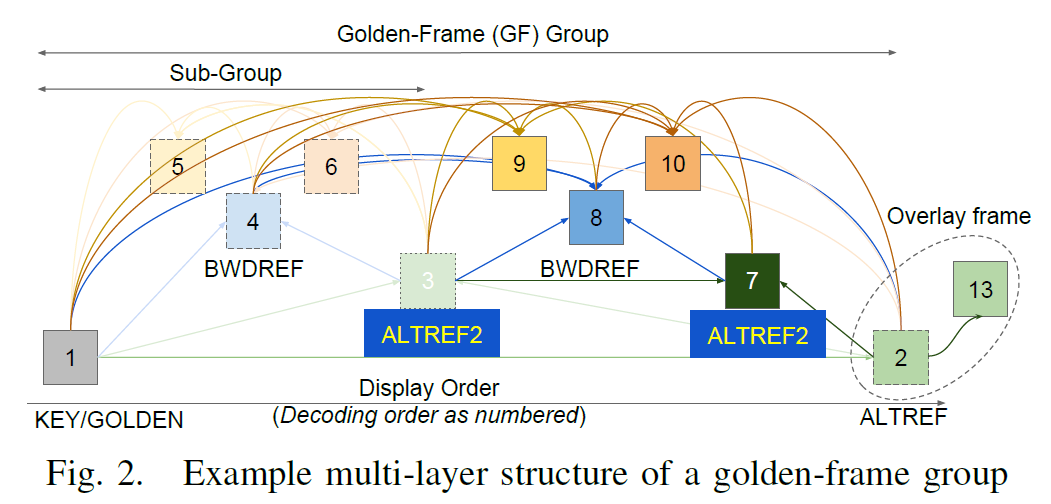 Golden-Frame (GF) Group
Sub-Group
5
6
9
10
4
8
Overlay frame
BWDREF
BWDREF
3
7
13
ALTREF2
ALTREF2
1
2
Display Order
(Decoding order as numbered)
KEY/GOLDEN
ALTREF
Fig. 2. Example multi-layer structure of a golden-frame group